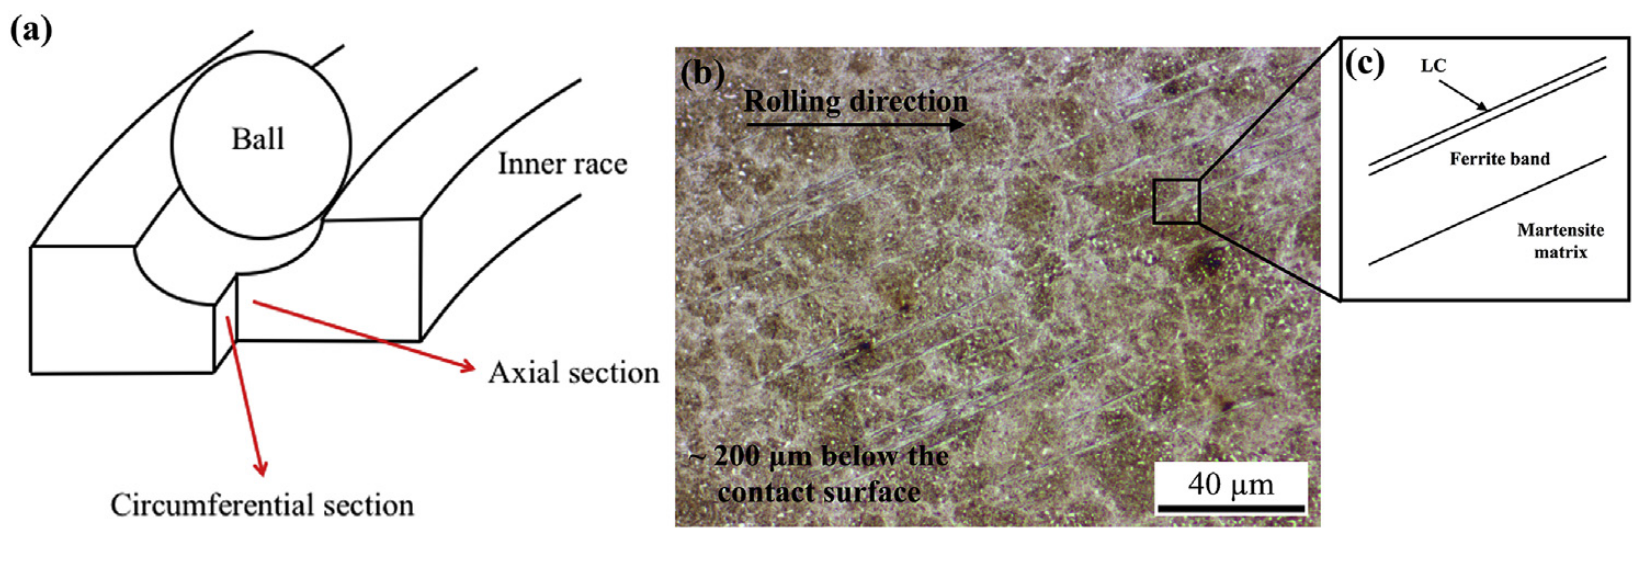 (a)
Ball
Inner race
Axial section
Circumferential section
(b)
Rolling direction
~ 200 μm below the
contact surface
40 μm
(c)
LC
Ferrite band
Martensite
matrix